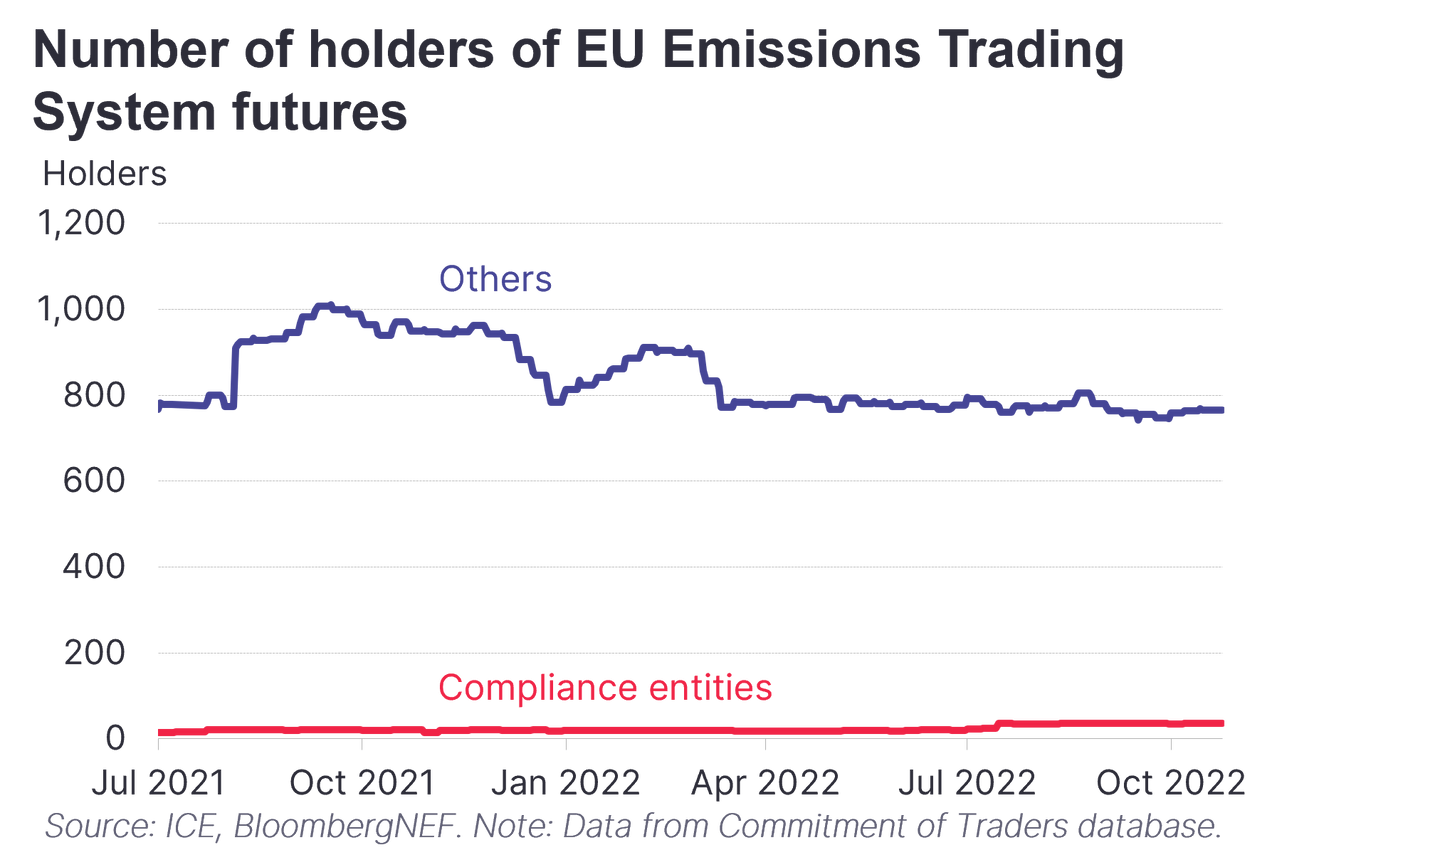 Number of holders of EU Emissions Trading
System futures
Holders
1,200
Others
1,000
800
600
400
200
Compliance entities
0
Jul 2021 Oct 2021 Jan 2022 Apr 2022 Jul 2022 Oct 2022
Source: ICE, BloombergNEF. Note: Data from Commitment of Traders database.